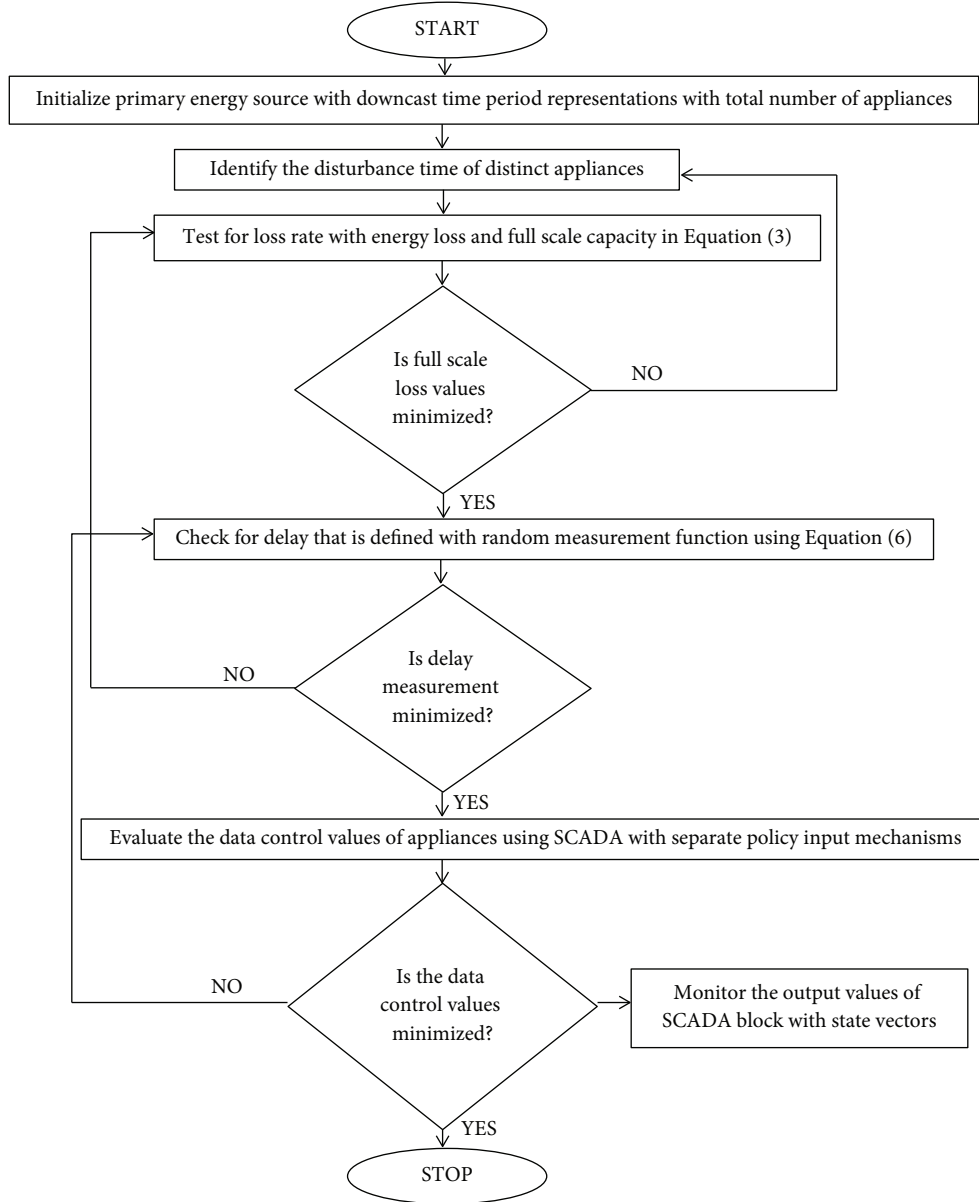 START
Initialize primary energy source with downcast time period representations with total number of appliances
Identify the disturbance time of distinct appliances
Test for loss rate with energy loss and full scale capacity in Equation (3)
Is full scale
loss values
minimized?
NO
YES
Check for delay that is defined with random measurement function using Equation (6)
Is delay
measurement
minimized?
NO
YES
Evaluate the data control values of appliances using SCADA with separate policy input mechanisms
Is the data
control values
minimized?
NO
Monitor the output values of
SCADA block with state vectors
YES
STOP